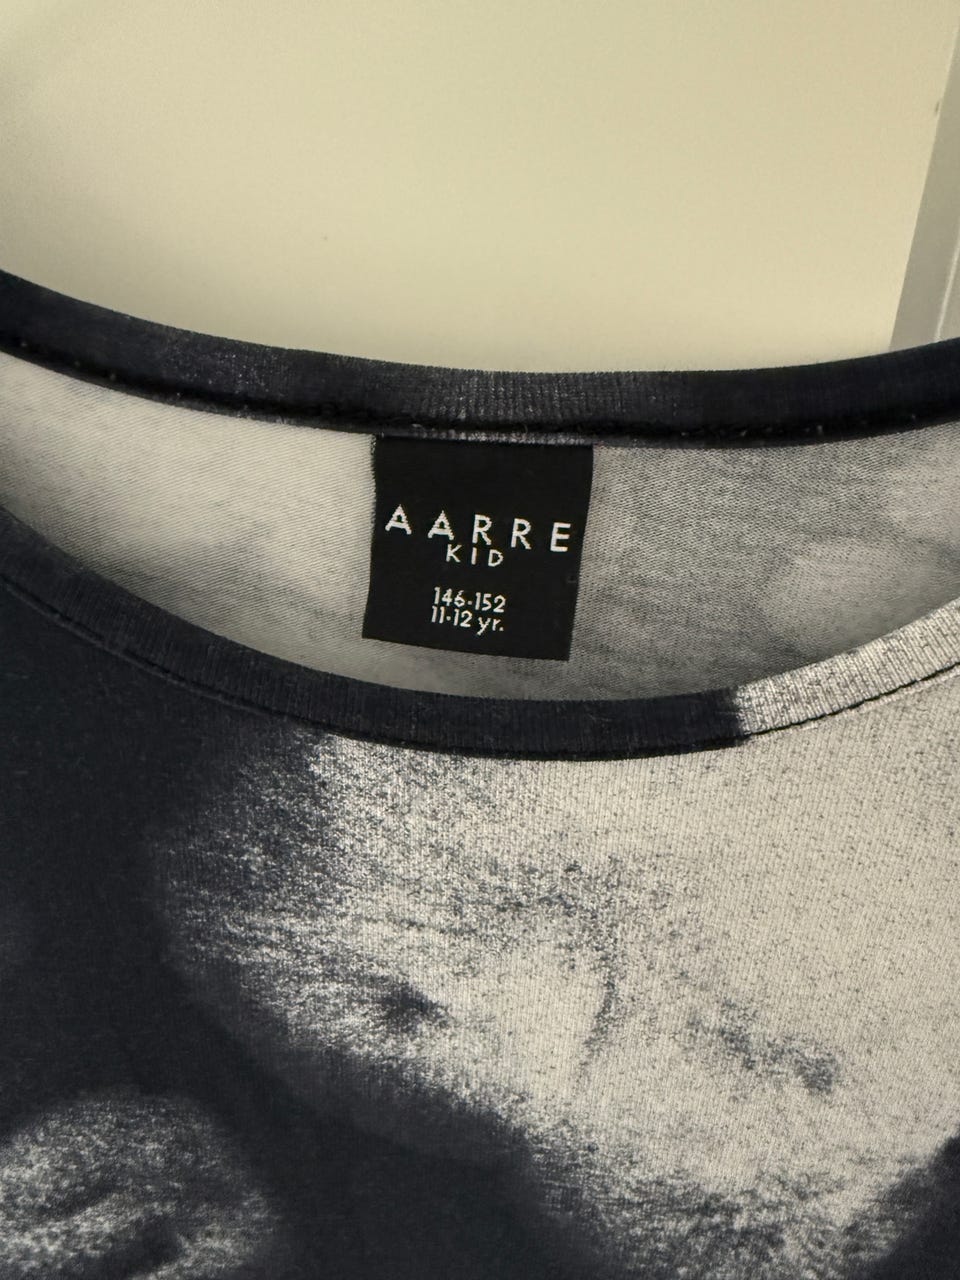 AARRE
KID
146-152
11-12 yr.